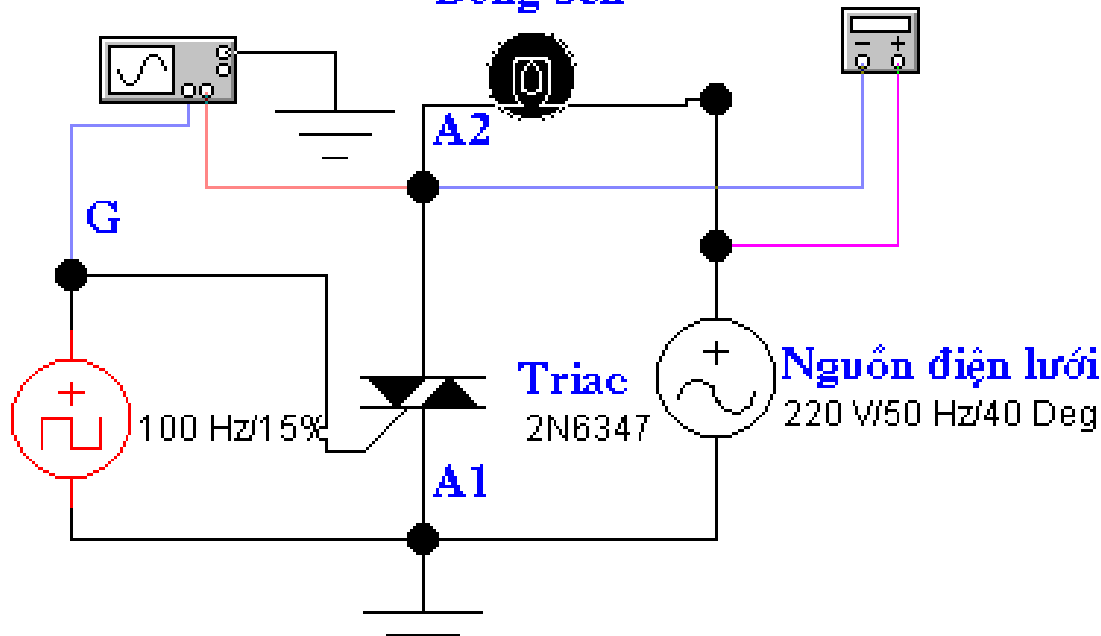 A2
G
Triac
2N6347
Nguồn điện lưới
220 V/50 Hz/40 Deg
100 Hz/15%
A1